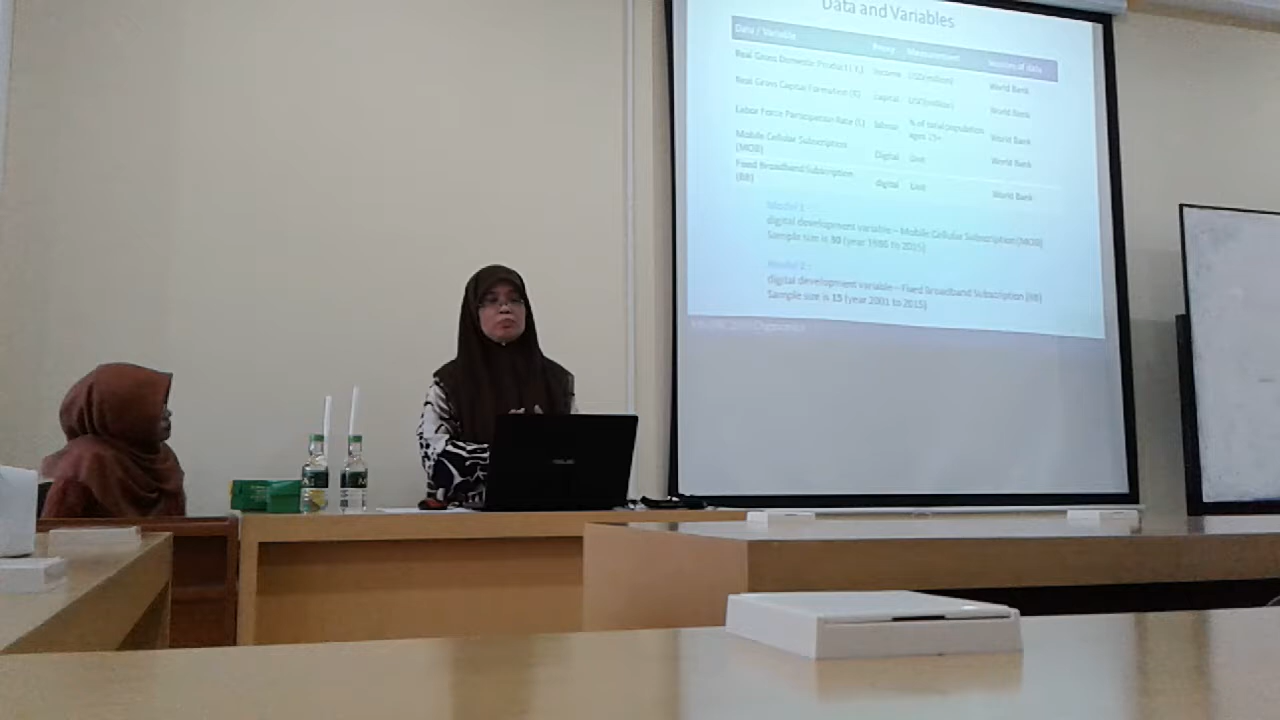 Data and Variables
Data / Variable Proxy Measurement Sources of data
Real Gross Domestic Product ( Y,) income USD(million) World Bank
Real Gross Capital Formation (K) capital USD(million) World Bank
Labor Force Participation Rate (L) labour % of total population World Bank
ages 15+
Mobile Cellular Subscription Digital Unit World Bank
(MOB)
Fixed Broadband Subscription digital Unit World Bank
(BB)
Model 1 :
digital development variable – Mobile Cellular Subscription (MOB)
Sample size is 30 (year 1986 to 2015)
Model 2 :
digital development variable – Fixed Broadband Subscription (BB)
Sample size is 15 (year 2001 to 2015)
ASUS